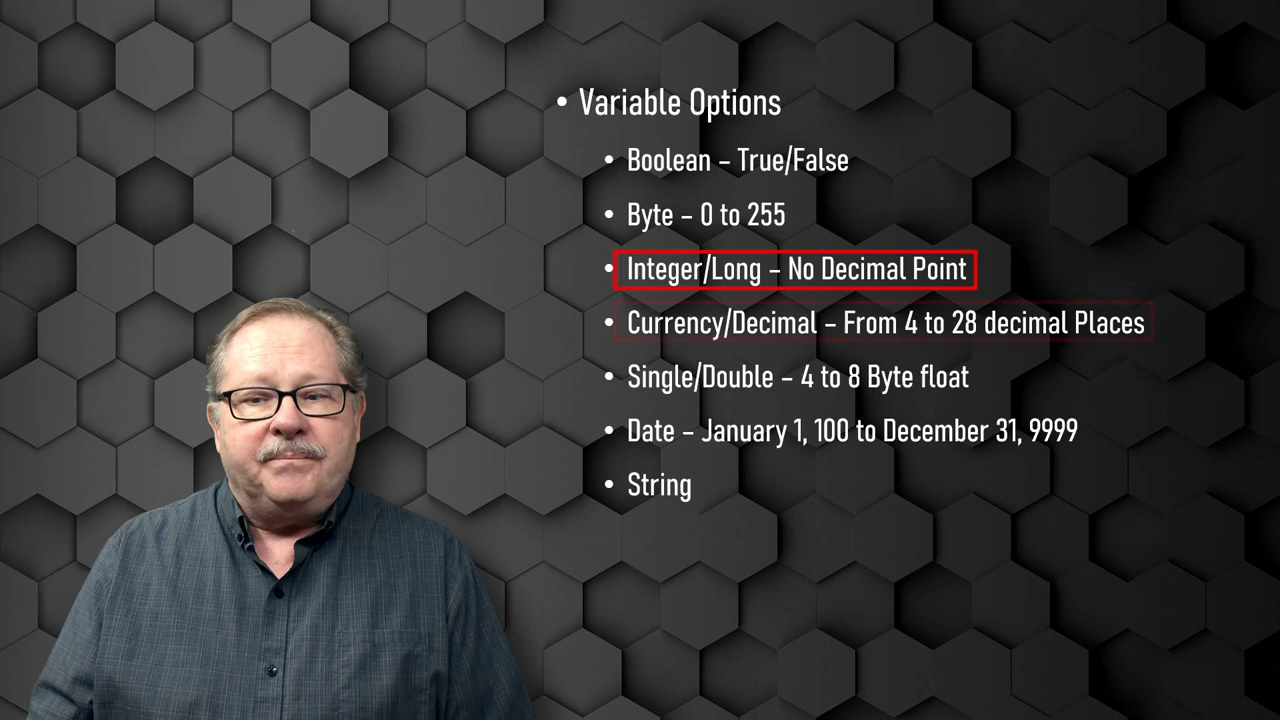 • Variable Options
• Boolean – True/False
• Byte – 0 to 255
• Integer/Long – No Decimal Point
• Currency/Decimal – From 4 to 28 decimal Places
• Single/Double – 4 to 8 Byte float
• Date – January 1, 100 to December 31, 9999
• String